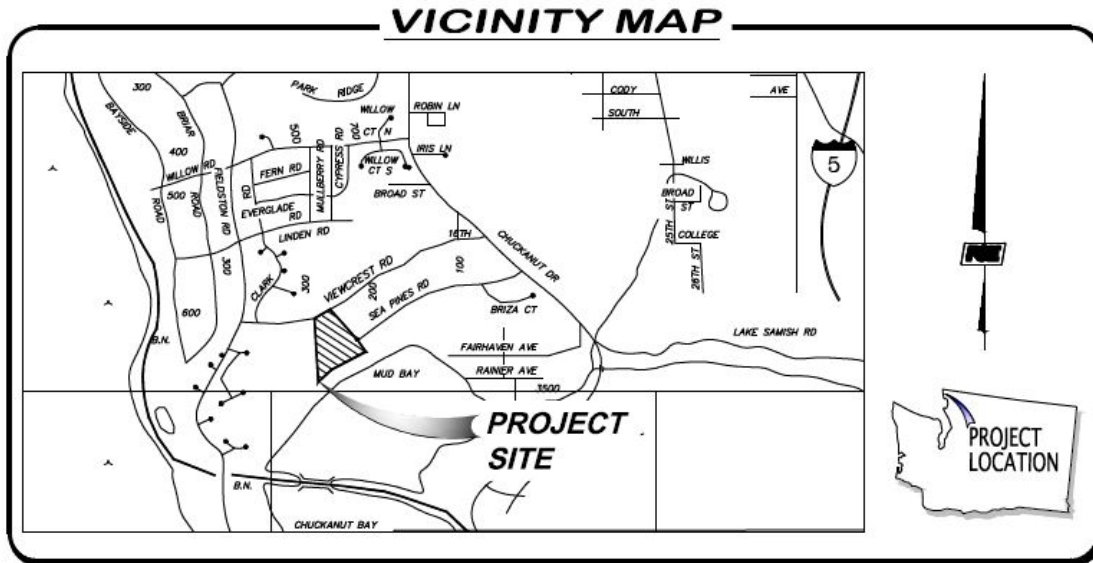 VICINITY MAP
300
BAYSIDE
BRIAR
PARK RIDGE
WILLOW
ROBIN LN
CODY
AVE
SOUTH
500
700
CT N
400
MULLBERRY RD
CYPRESS RD
IRIS LN
5
WILLOW RD
FERN RD
WILLOW
CT S
WILLIS
FIELDSTON RD
RD
BROAD ST
BROAD
ST
500
ROAD
ROAD
EVERGLADE
RD
25TH ST
LINDEN RD
16TH
CHUCKANUT DR
COLLEGE
26TH ST
300
CLARK
300
VIEWCREST RD
200
100
SEA PINES RD
600
BRIZA CT
B.N.
LAKE SAMISH RD
FAIRHAVEN AVE
MUD BAY
RAINIER AVE
3500
PROJECT
SITE
B.N.
CHUCKANUT BAY
PROJECT
LOCATION